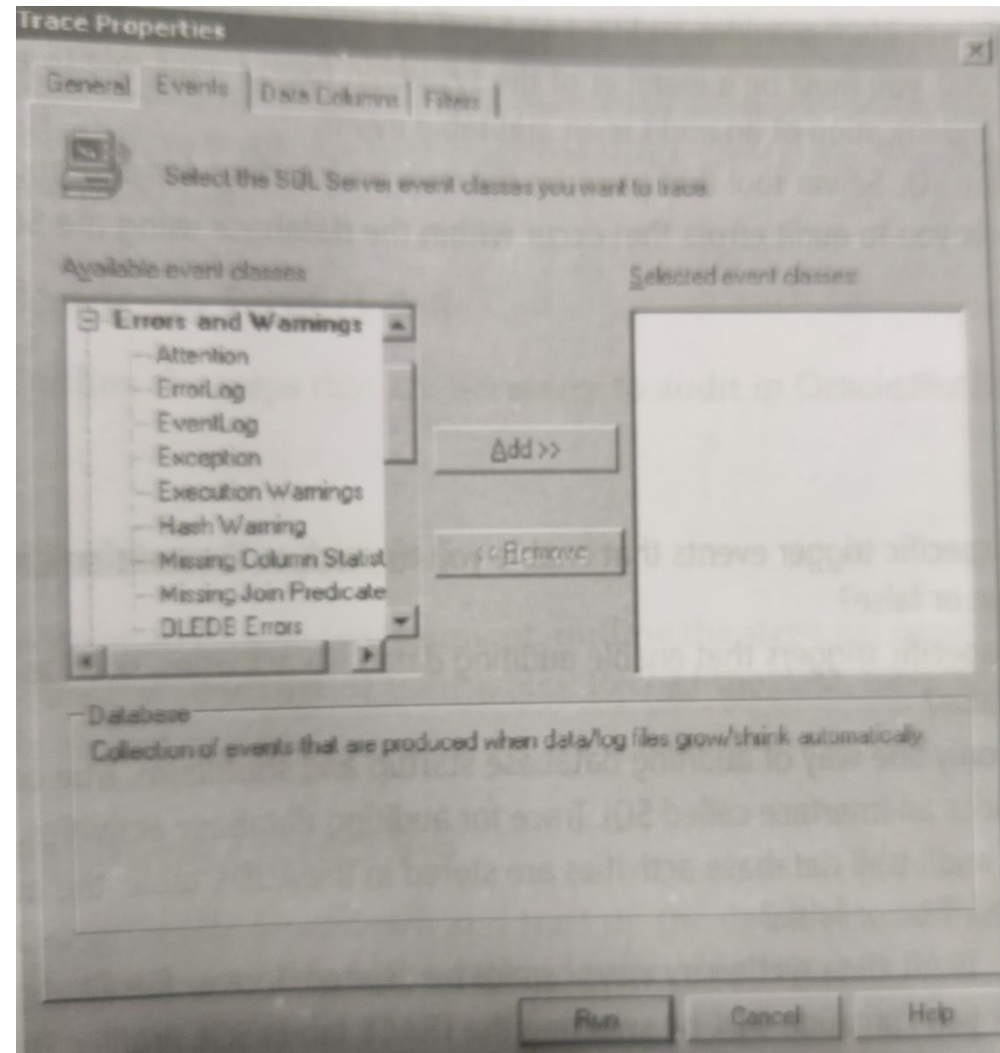 Trace Properties
General Events Data Columns Filters
Select the SQL Server event classes you want to trace.
Available event classes
Selected event classes:
Errors and Warnings
Attention
ErrorLog
EventLog
Exception
Execution Warnings
Hash Warning
Missing Column Statist
Missing Join Predicate
OLEDB Errors
Add >>
<< Remove
Database
Collection of events that are produced when data/log files grow/shrink automatically.
Run Cancel Help